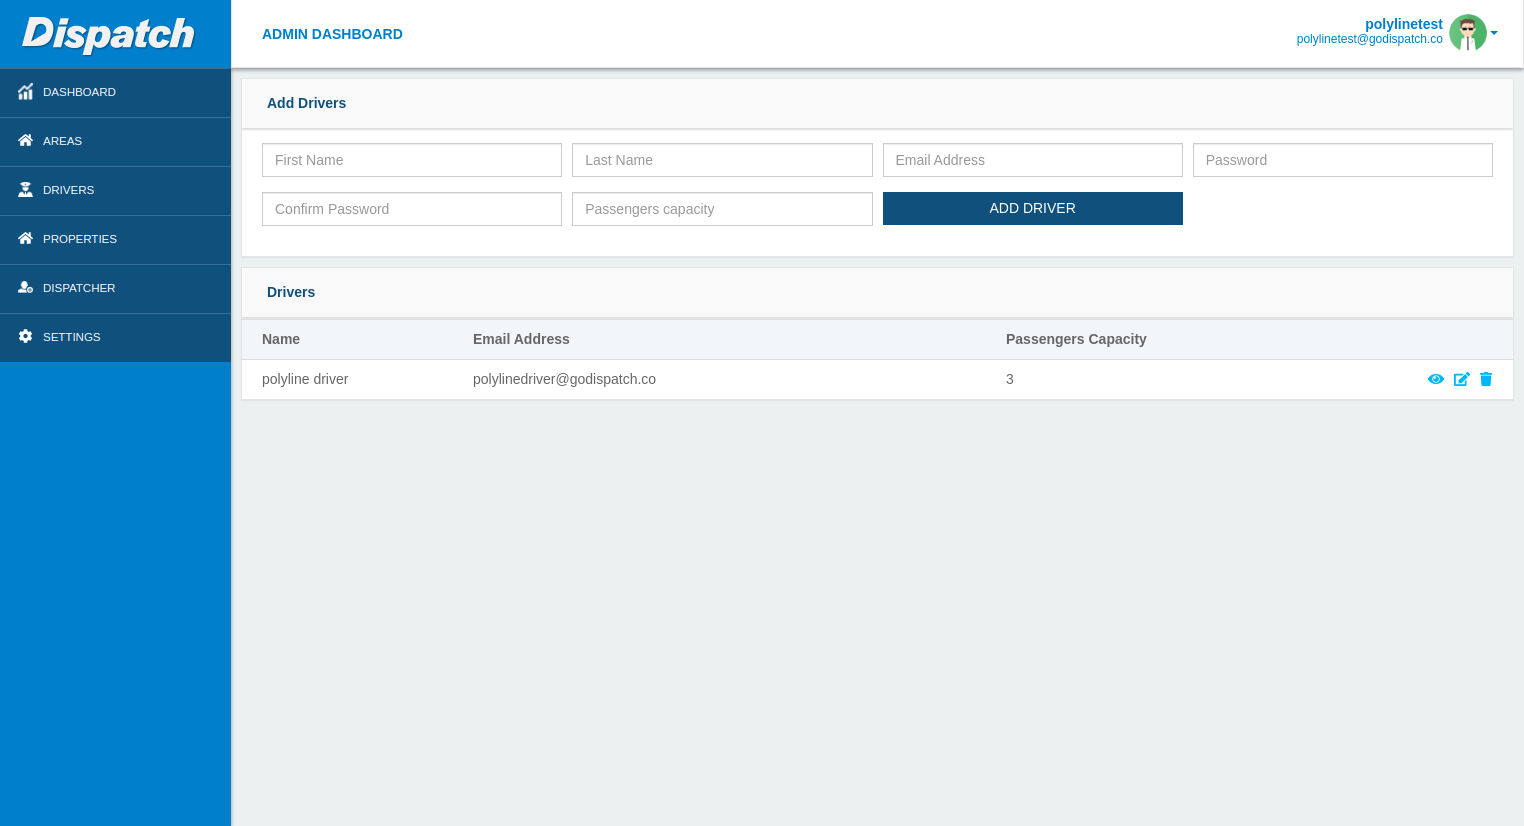 Dispatch
ADMIN DASHBOARD
polylinetest
polylinetest@godispatch.co
DASHBOARD
AREAS
DRIVERS
PROPERTIES
DISPATCHER
SETTINGS
Add Drivers
First Name Last Name Email Address Password
Confirm Password Passengers capacity ADD DRIVER
Drivers
Name Email Address Passengers Capacity
polyline driver polylinedriver@godispatch.co 3